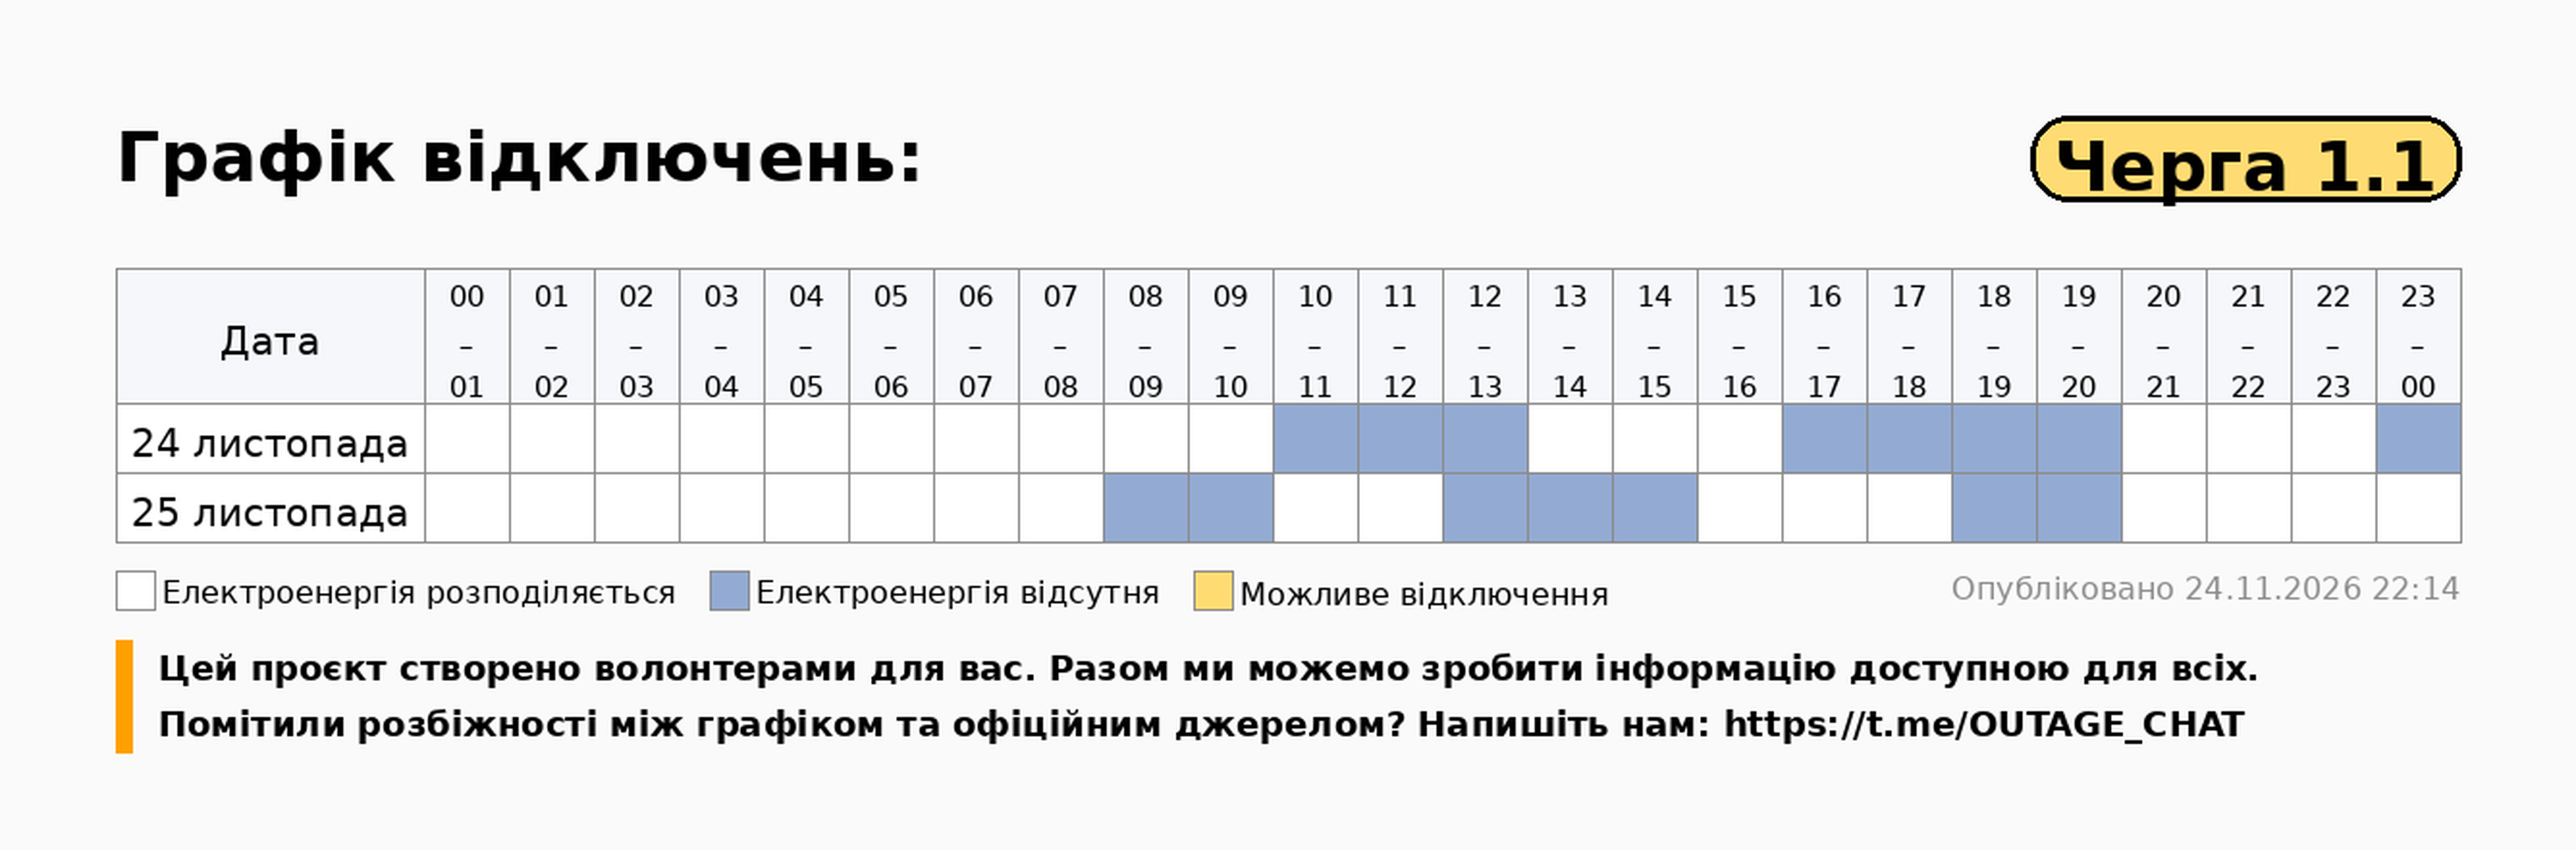 Графік відключень:
Черга 1.1
Дата
00 – 01
01 – 02
02 – 03
03 – 04
04 – 05
05 – 06
06 – 07
07 – 08
08 – 09
09 – 10
10 – 11
11 – 12
12 – 13
13 – 14
14 – 15
15 – 16
16 – 17
17 – 18
18 – 19
19 – 20
20 – 21
21 – 22
22 – 23
23 – 00
24 листопада
25 листопада
Електроенергія розподіляється
Електроенергія відсутня
Можливе відключення
Опубліковано 24.11.2026 22:14
Цей проєкт створено волонтерами для вас. Разом ми можемо зробити інформацію доступною для всіх.
Помітили розбіжності між графіком та офіційним джерелом? Напишіть нам: https://t.me/OUTAGE_CHAT